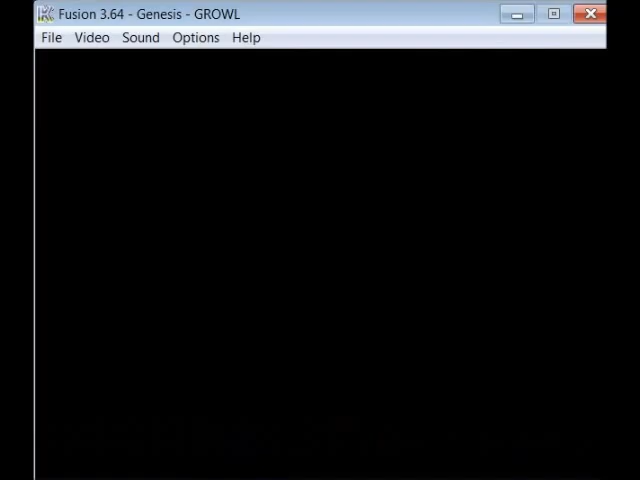 Fusion 3.64 - Genesis - GROWL
File Video Sound Options Help